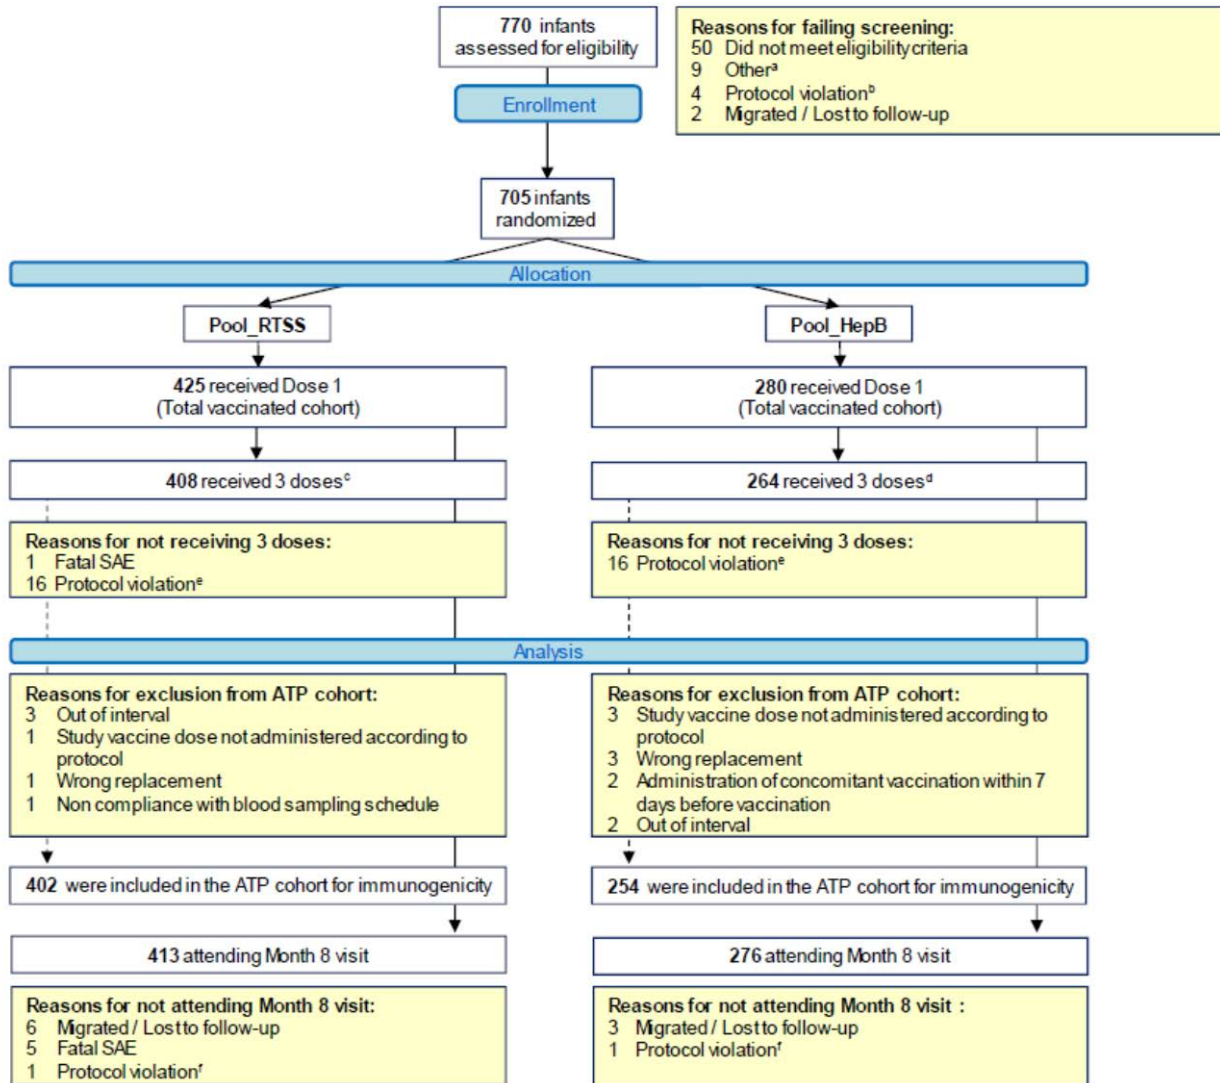 770 infants
assessed for eligibility
Reasons for failing screening:
50 Did not meet eligibility criteria
9 Otherᵃ
4 Protocol violationᵇ
2 Migrated / Lost to follow-up
Enrollment
705 infants
randomized
Allocation
Pool_RTSS
Pool_HepB
425 received Dose 1
(Total vaccinated cohort)
280 received Dose 1
(Total vaccinated cohort)
408 received 3 dosesᶜ
264 received 3 dosesᵈ
Reasons for not receiving 3 doses:
1 Fatal SAE
16 Protocol violationᵉ
Reasons for not receiving 3 doses:
16 Protocol violationᵉ
Analysis
Reasons for exclusion from ATP cohort:
3 Out of interval
1 Study vaccine dose not administered according to
protocol
1 Wrong replacement
1 Non compliance with blood sampling schedule
Reasons for exclusion from ATP cohort:
3 Study vaccine dose not administered according to
protocol
3 Wrong replacement
2 Administration of concomitant vaccination within 7
days before vaccination
2 Out of interval
402 were included in the ATP cohort for immunogenicity
254 were included in the ATP cohort for immunogenicity
413 attending Month 8 visit
276 attending Month 8 visit
Reasons for not attending Month 8 visit:
6 Migrated / Lost to follow-up
5 Fatal SAE
1 Protocol violationᶠ
Reasons for not attending Month 8 visit :
3 Migrated / Lost to follow-up
1 Protocol violationᶠ